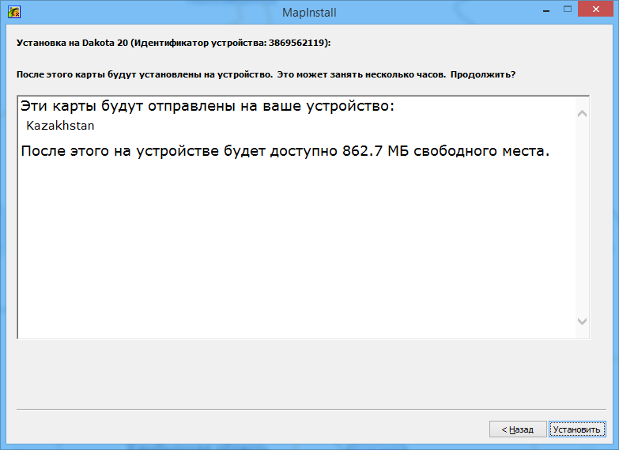 MapInstall
Установка на Dakota 20 (Идентификатор устройства: 3869562119):
После этого карты будут установлены на устройство. Это может занять несколько часов. Продолжить?
Эти карты будут отправлены на ваше устройство:
Kazakhstan
После этого на устройстве будет доступно 862.7 МБ свободного места.
< Назад
Установить